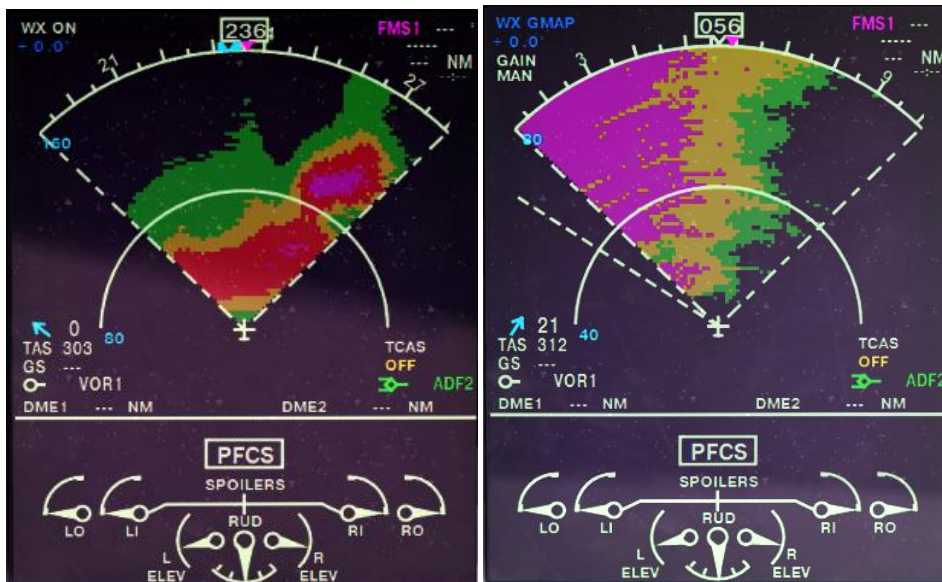 WX ON
+ 0.0°
236
FMS1 ---
-----
--- NM
--:--
21
27
160
80
0
TAS 303
GS ---
VOR1
TCAS
OFF
ADF2
DME1 --- NM DME2 --- NM
PFCS
SPOILERS
LO LI RUD RI RO
L R
ELEV ELEV
WX GMAP
+ 0.0°
GAIN
MAN
056
FMS1 ---
-----
--- NM
--:--
3
9
80
40
21
TAS 312
GS ---
VOR1
TCAS
OFF
ADF2
DME1 --- NM DME2 --- NM
PFCS
SPOILERS
LO LI RUD RI RO
L R
ELEV ELEV